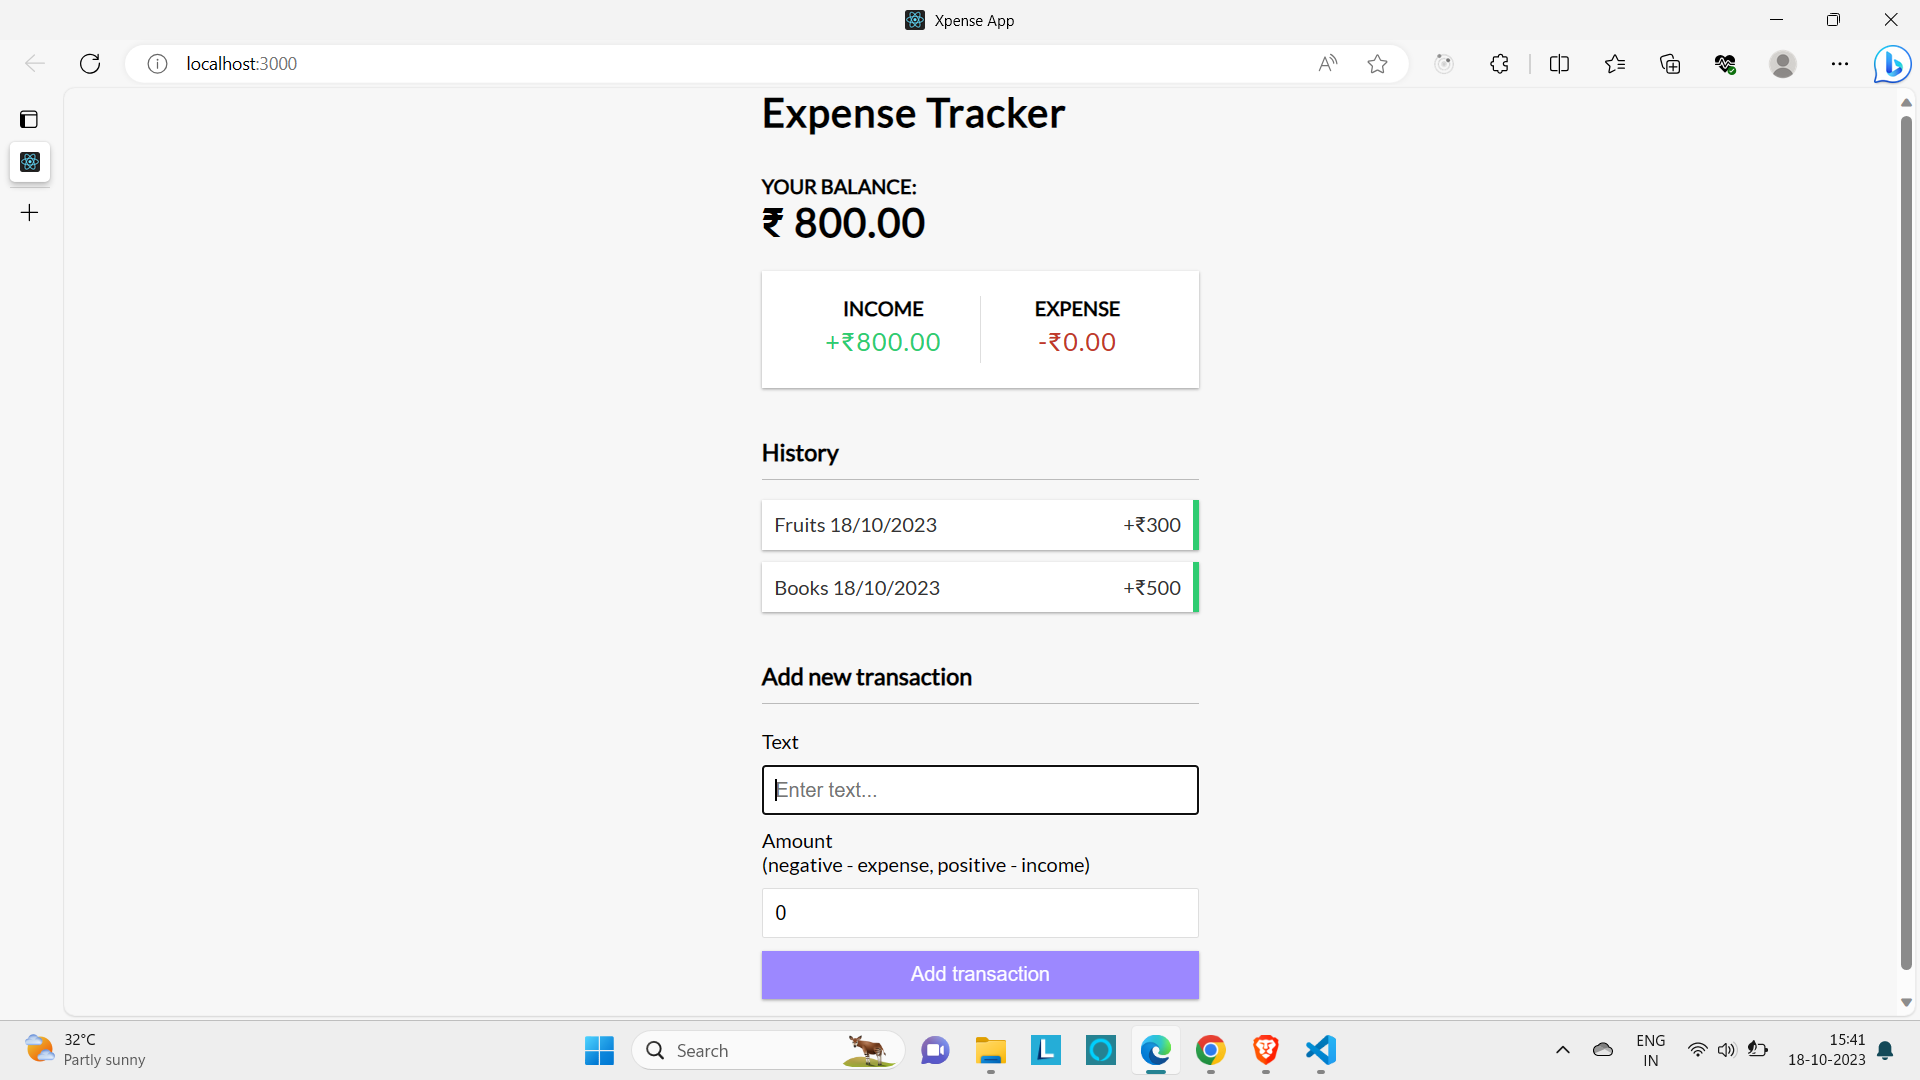 Xpense App
localhost:3000
Expense Tracker
YOUR BALANCE:
₹ 800.00
INCOME
+₹800.00
EXPENSE
-₹0.00
History
Fruits 18/10/2023 +₹300
Books 18/10/2023 +₹500
Add new transaction
Text
Enter text...
Amount
(negative - expense, positive - income)
0
Add transaction
32°C
Partly sunny
Search
ENG
IN
15:41
18-10-2023